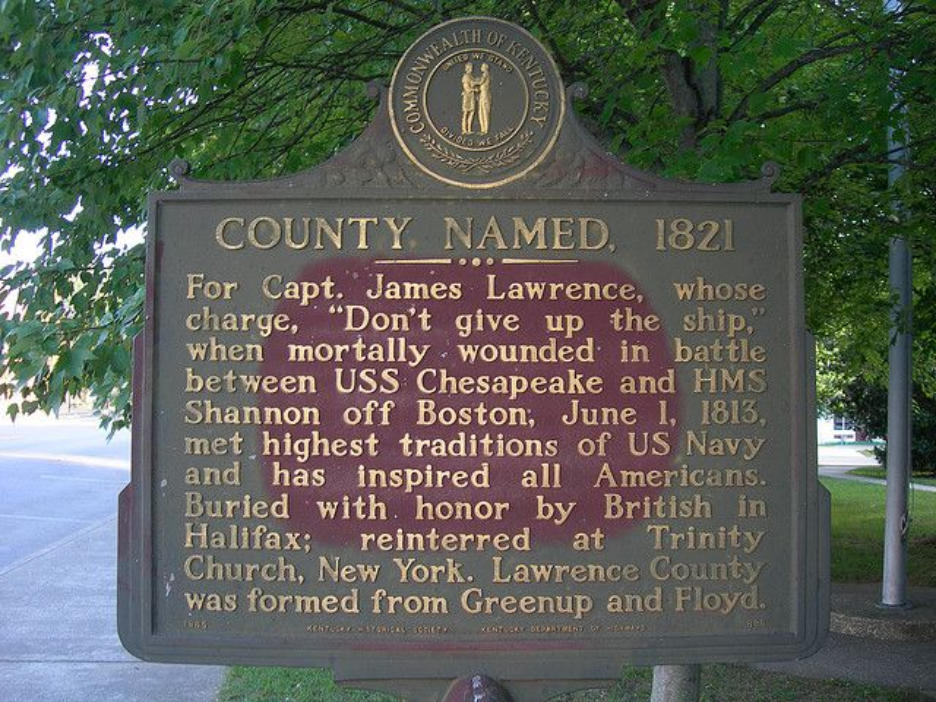 COMMONWEALTH OF KENTUCKY
UNITED WE STAND
DIVIDED WE FALL
COUNTY NAMED, 1821
For Capt. James Lawrence, whose
charge, “Don't give up the ship,”
when mortally wounded in battle
between USS Chesapeake and HMS
Shannon off Boston, June 1, 1813,
met highest traditions of US Navy
and has inspired all Americans.
Buried with honor by British in
Halifax; reinterred at Trinity
Church, New York. Lawrence County
was formed from Greenup and Floyd.
1965 KENTUCKY HISTORICAL SOCIETY KENTUCKY DEPARTMENT OF HIGHWAYS